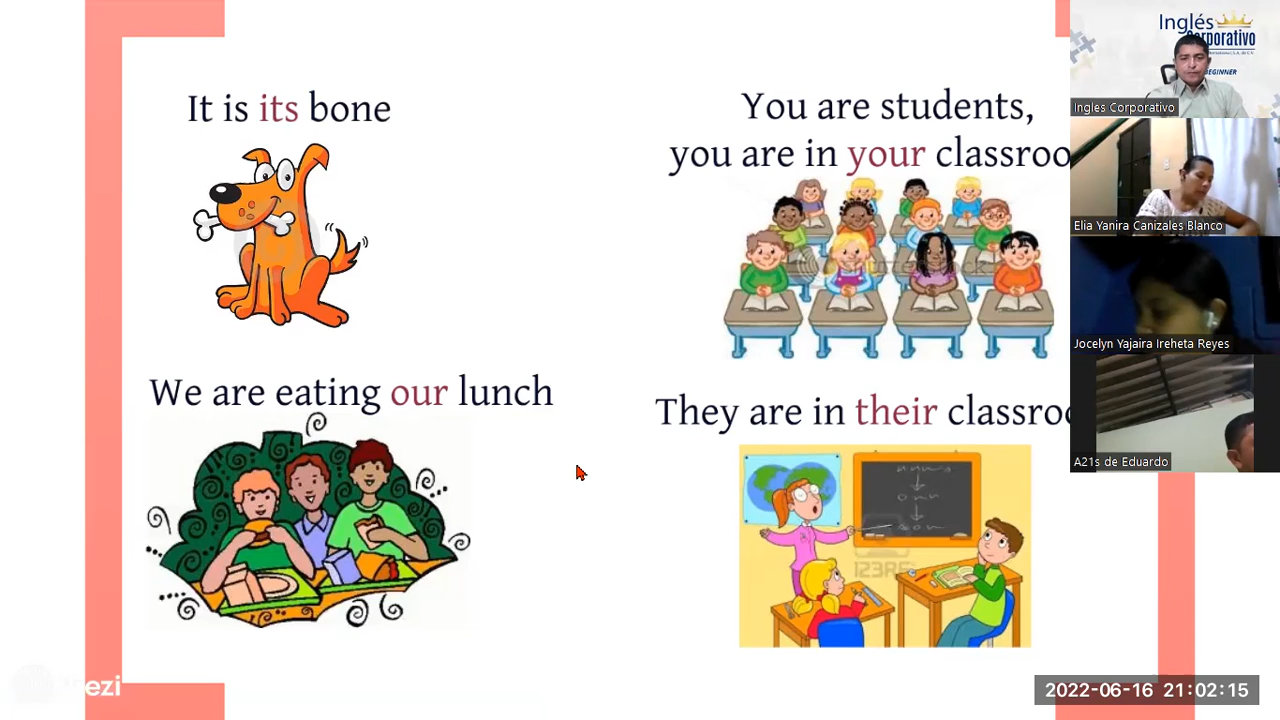 It is its bone
You are students,
you are in your classroo
We are eating our lunch
They are in their classroo
Inglés
Corporativo
BEGINNER
Ingles Corporativo
Elia Yanira Canizales Blanco
Jocelyn Yajaira Ireheta Reyes
A21s de Eduardo
123RF
ezi
2022-06-16 21:02:15